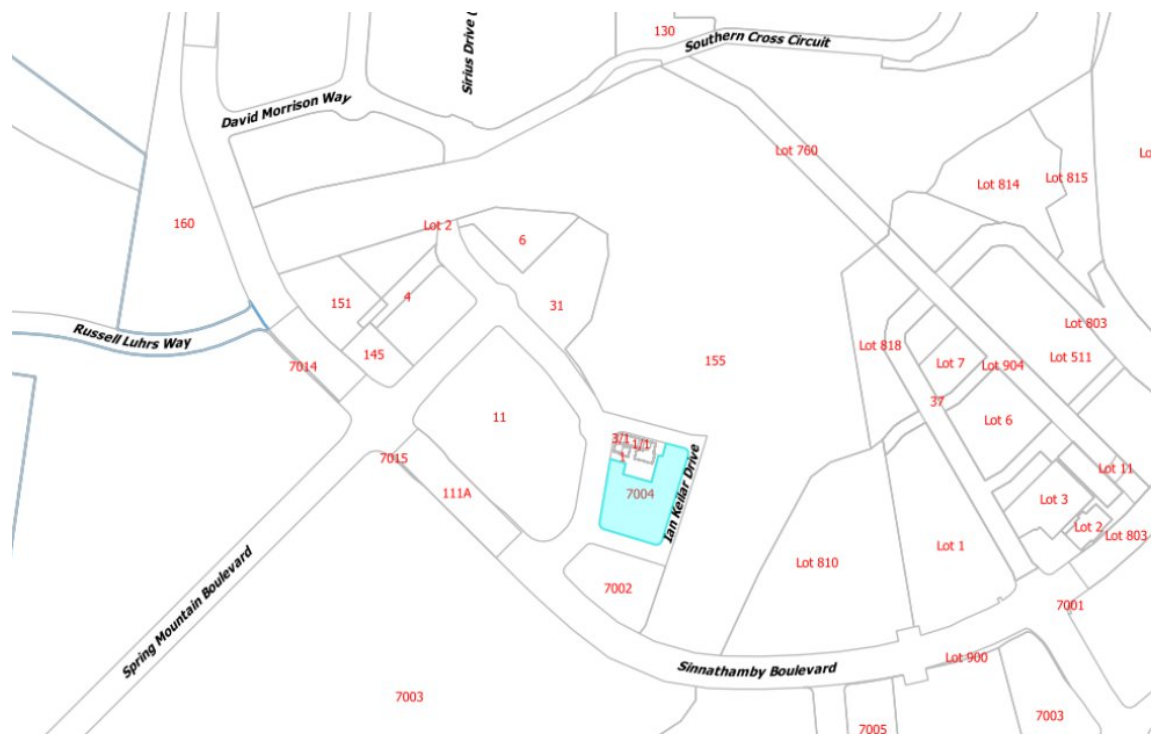 130
Southern Cross Circuit
Sirius Drive (
David Morrison Way
Lot 760
Lot 814
Lot 815
Lo
160
Lot 2
6
151
4
31
Lot 803
Russell Luhrs Way
145
7014
155
Lot 818
Lot 7
Lot 904
Lot 511
37
11
Lot 6
3/1
1/1
1
7015
111A
7004
Ian Keilar Drive
Lot 11
Lot 3
Lot 2
Lot 803
Lot 1
Lot 810
7002
Spring Mountain Boulevard
7001
Sinnathamby Boulevard
Lot 900
7003
7005
7003